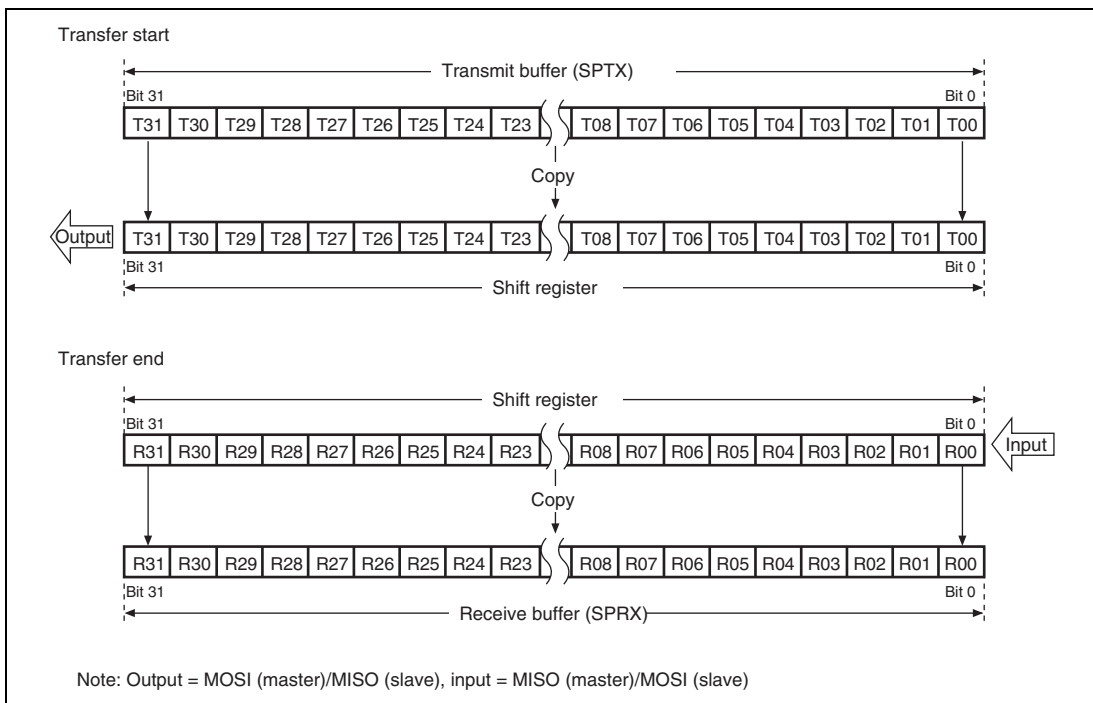 Transfer start
Transmit buffer (SPTX)
Bit 31 Bit 0
T31 T30 T29 T28 T27 T26 T25 T24 T23 T08 T07 T06 T05 T04 T03 T02 T01 T00
Copy
Output T31 T30 T29 T28 T27 T26 T25 T24 T23 T08 T07 T06 T05 T04 T03 T02 T01 T00
Bit 31 Bit 0
Shift register
Transfer end
Shift register
Bit 31 Bit 0
R31 R30 R29 R28 R27 R26 R25 R24 R23 R08 R07 R06 R05 R04 R03 R02 R01 R00 Input
Copy
R31 R30 R29 R28 R27 R26 R25 R24 R23 R08 R07 R06 R05 R04 R03 R02 R01 R00
Bit 31 Bit 0
Receive buffer (SPRX)
Note: Output = MOSI (master)/MISO (slave), input = MISO (master)/MOSI (slave)